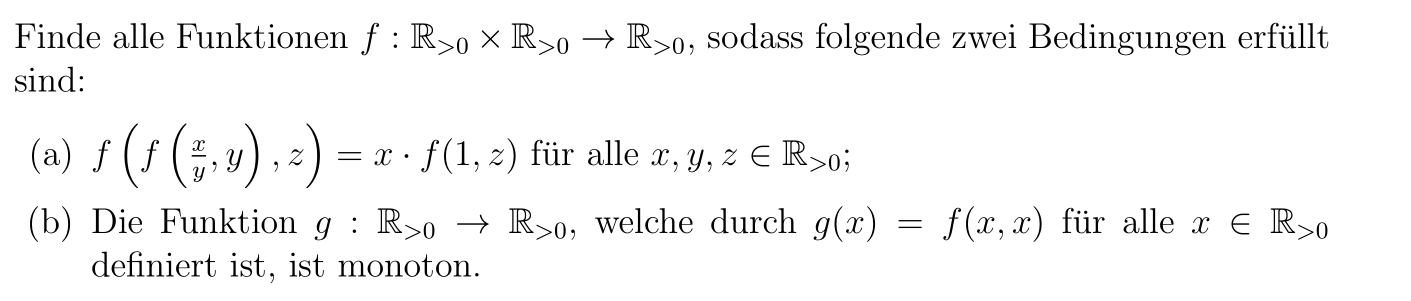 Finde alle Funktionen f : ℝ>0 × ℝ>0 → ℝ>0, sodass folgende zwei Bedingungen erfüllt
sind:
(a) f(f(x/y, y), z) = x · f(1, z) für alle x, y, z ∈ ℝ>0;
(b) Die Funktion g : ℝ>0 → ℝ>0, welche durch g(x) = f(x, x) für alle x ∈ ℝ>0
definiert ist, ist monoton.